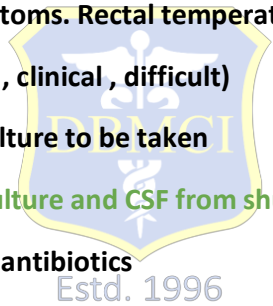 toms. Rectal temperat
, clinical , difficult)
lture to be taken
DBMCI
ulture and CSF from sh
antibiotics
Estd. 1996